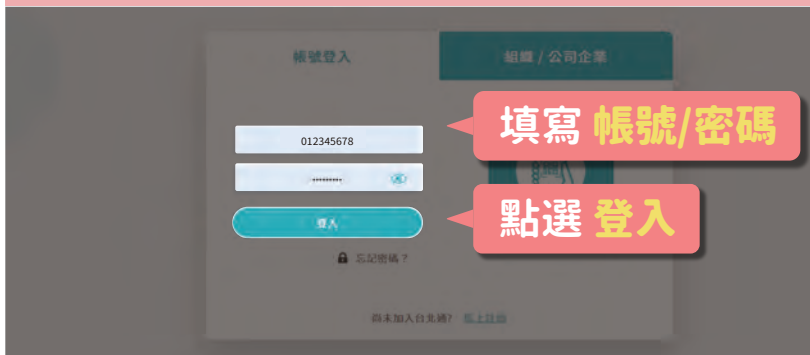 帳號登入
組織 / 公司企業
填寫 帳號/密碼
012345678
••••••••
登入
點選 登入
忘記密碼？
尚未加入台北通? 馬上註冊